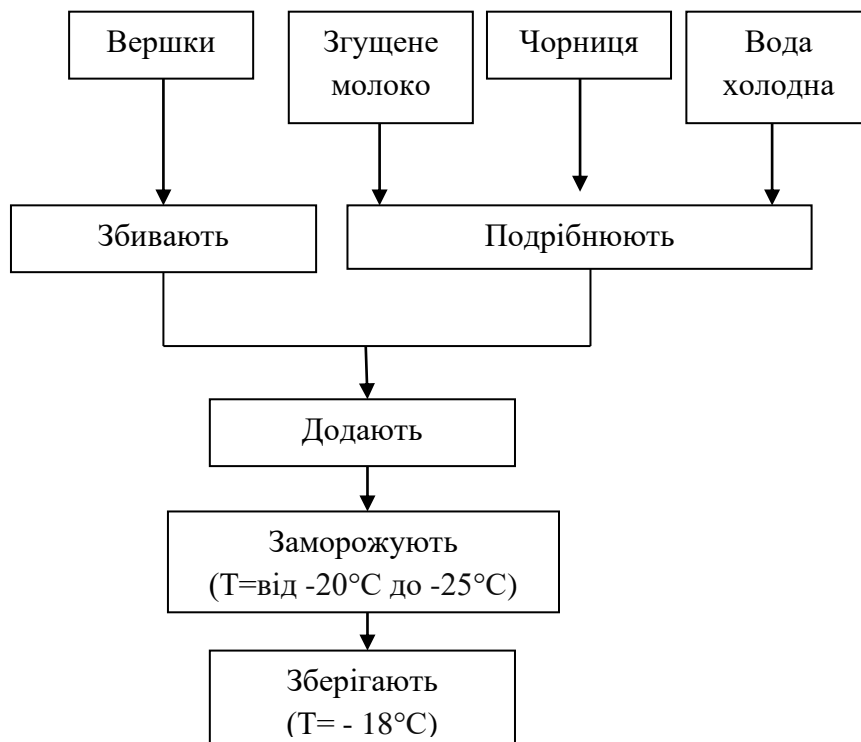 Вершки
Згущене
молоко
Чорниця
Вода
холодна
Збивають
Подрібнюють
Додають
Заморожують
(Т=від -20°С до -25°С)
Зберігають
(Т= - 18°С)